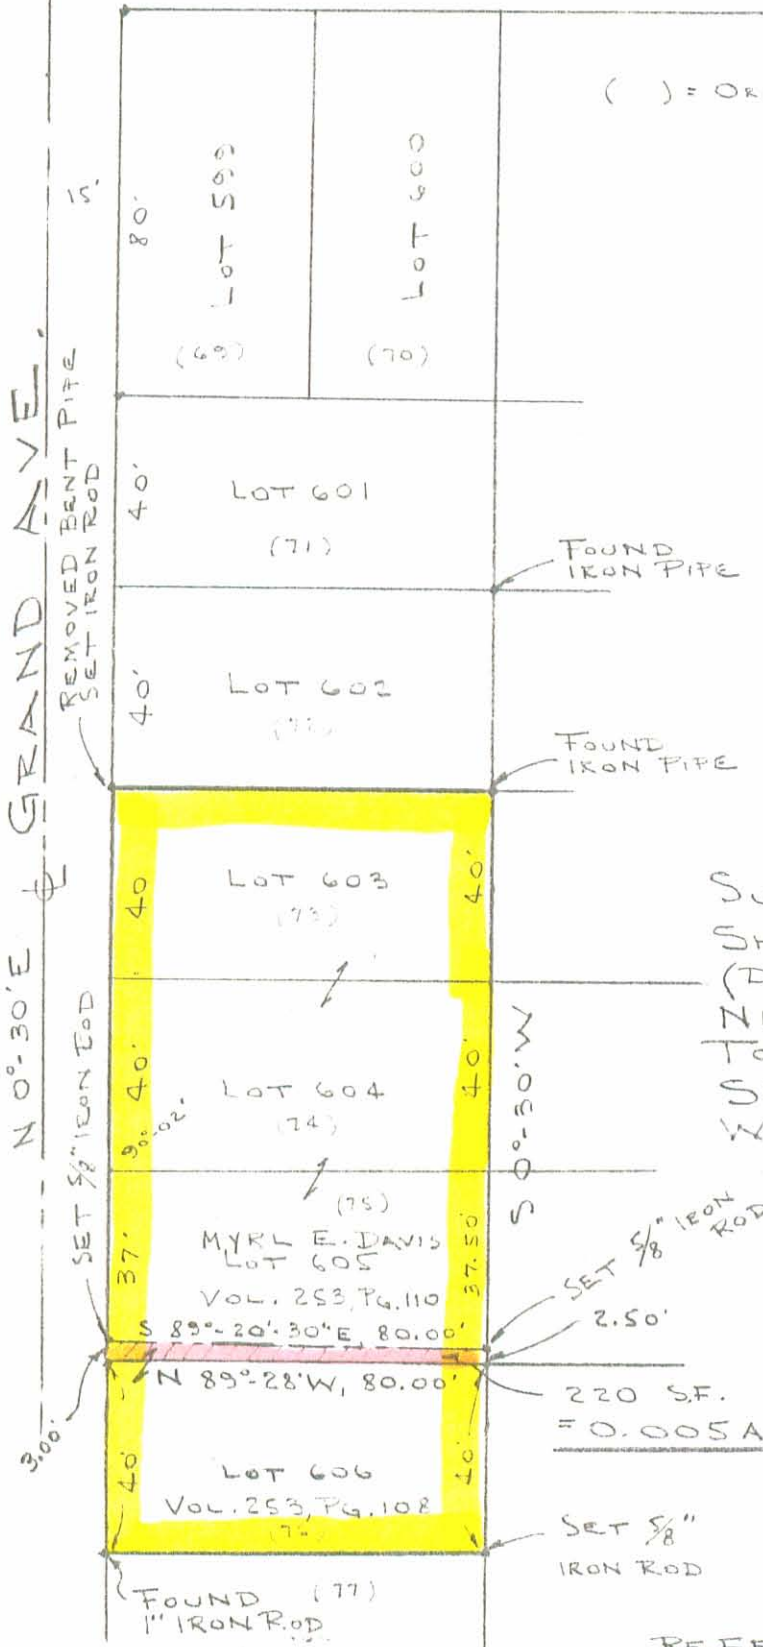 ( ) = OR
15.
80'
LOT 599
(69)
LOT 600
(70)
N 0°-30'E ℄ GRAND AVE.
REMOVED BENT PIPE
SET IRON ROD
40'
LOT 601
(71)
FOUND
IRON PIPE
40'
LOT 602
(72)
FOUND
IRON PIPE
40
LOT 603
(73)
40'
SET 5/8" IRON ROD
40'
90°-02'
LOT 604
(74)
40'
S 0°-30'W
(75)
37'
MYRL E. DAVIS
LOT 605
VOL. 253, PG. 110
37.50'
SET 5/8" IRON
ROD
2.50'
S 89°-20'-30"E, 80.00'
N 89°-28'W, 80.00'
3.00'
220 S.F.
= 0.005 A
40'
LOT 606
VOL. 253, PG. 108
(76)
40'
SET 5/8"
IRON ROD
FOUND
1" IRON ROD
(77)